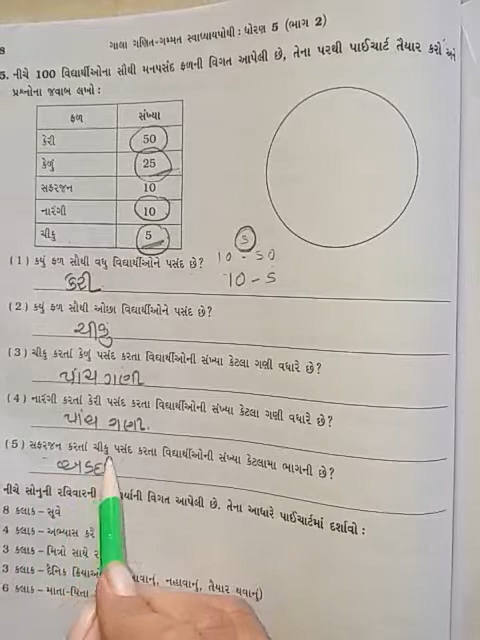 8
ગાલા ગણિત-ગમ્મત સ્વાધ્યાયપોથી : ધોરણ 5 (ભાગ 2)
5. નીચે 100 વિદ્યાર્થીઓના સૌથી મનપસંદ ફળની વિગત આપેલી છે, તેના પરથી પાઈચાર્ટ તૈયાર કરો અને
પ્રશ્નોના જવાબ લખો :
ફળ સંખ્યા
કેરી 50
કેળું 25
સફરજન 10
નારંગી 10
ચીકુ 5
5
10 - 50
10 - 5
(1) ક્યું ફળ સૌથી વધુ વિદ્યાર્થીઓને પસંદ છે?
કેરી
(2) ક્યું ફળ સૌથી ઓછા વિદ્યાર્થીઓને પસંદ છે?
ચીકું
(3) ચીકુ કરતાં કેળું પસંદ કરતા વિદ્યાર્થીઓની સંખ્યા કેટલા ગણી વધારે છે?
પાંચ ગણી
(4) નારંગી કરતાં કેરી પસંદ કરતા વિદ્યાર્થીઓની સંખ્યા કેટલા ગણી વધારે છે?
પાંચ ગણી.
(5) સફરજન કરતાં ચીકુ પસંદ કરતા વિદ્યાર્થીઓની સંખ્યા કેટલામા ભાગની છે?
નીચે સોનુની રવિવારની વિગત આપેલી છે. તેના આધારે પાઈચાર્ટમાં દર્શાવો :
8 કલાક – સૂવે
4 કલાક – અભ્યાસ કરે
3 કલાક – મિત્રો સાથે
3 કલાક – દૈનિક ક્રિયાઓ નહાવાનું, તૈયાર થવાનું)
6 કલાક – માતા-પિતા